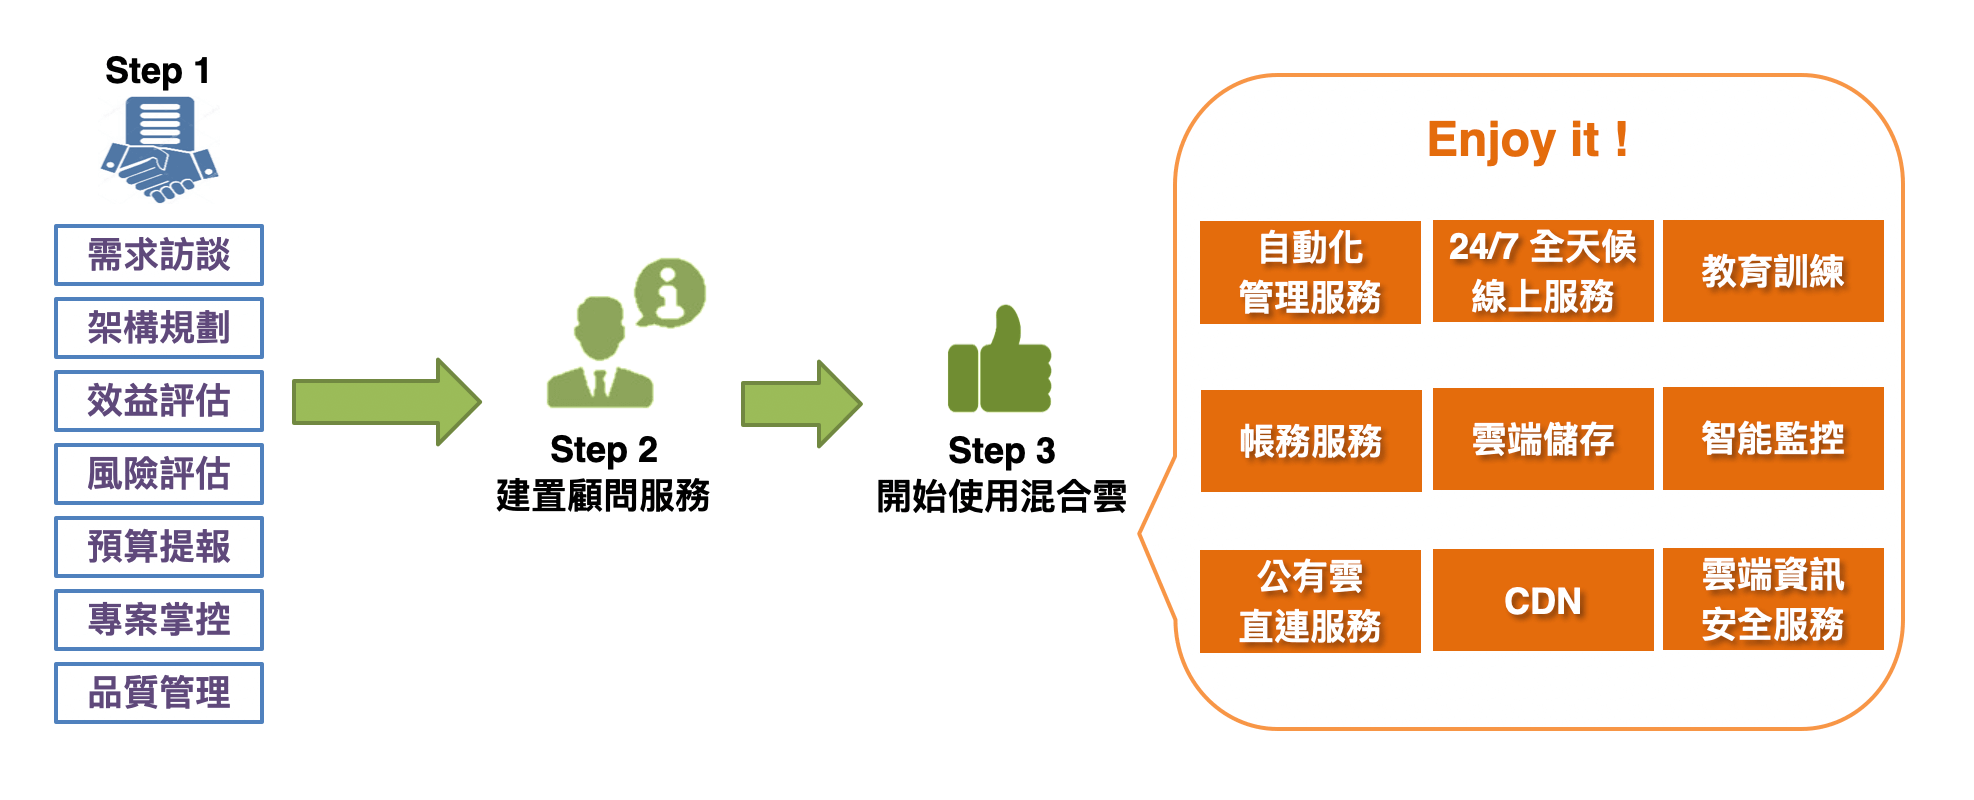 Step 1
需求訪談
架構規劃
效益評估
風險評估
預算提報
專案掌控
品質管理
Step 2
建置顧問服務
Step 3
開始使用混合雲
Enjoy it !
自動化
管理服務
24/7 全天候
線上服務
教育訓練
帳務服務
雲端儲存
智能監控
公有雲
直連服務
CDN
雲端資訊
安全服務